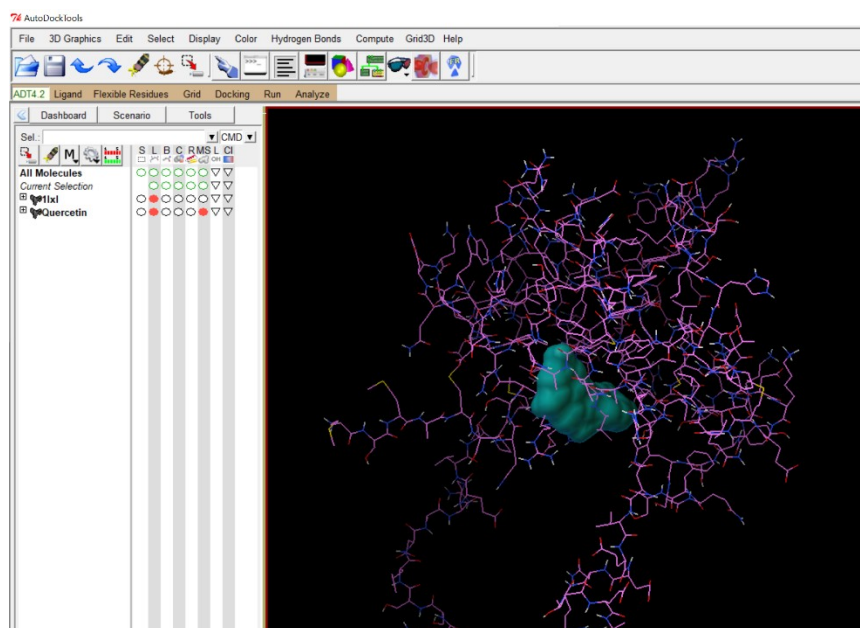 AutoDockTools
File 3D Graphics Edit Select Display Color Hydrogen Bonds Compute Grid3D Help
ADT4.2 Ligand Flexible Residues Grid Docking Run Analyze
Dashboard Scenario Tools
Sel.: CMD
M S L B C R MS L Cl
All Molecules
Current Selection
1lxl
Quercetin